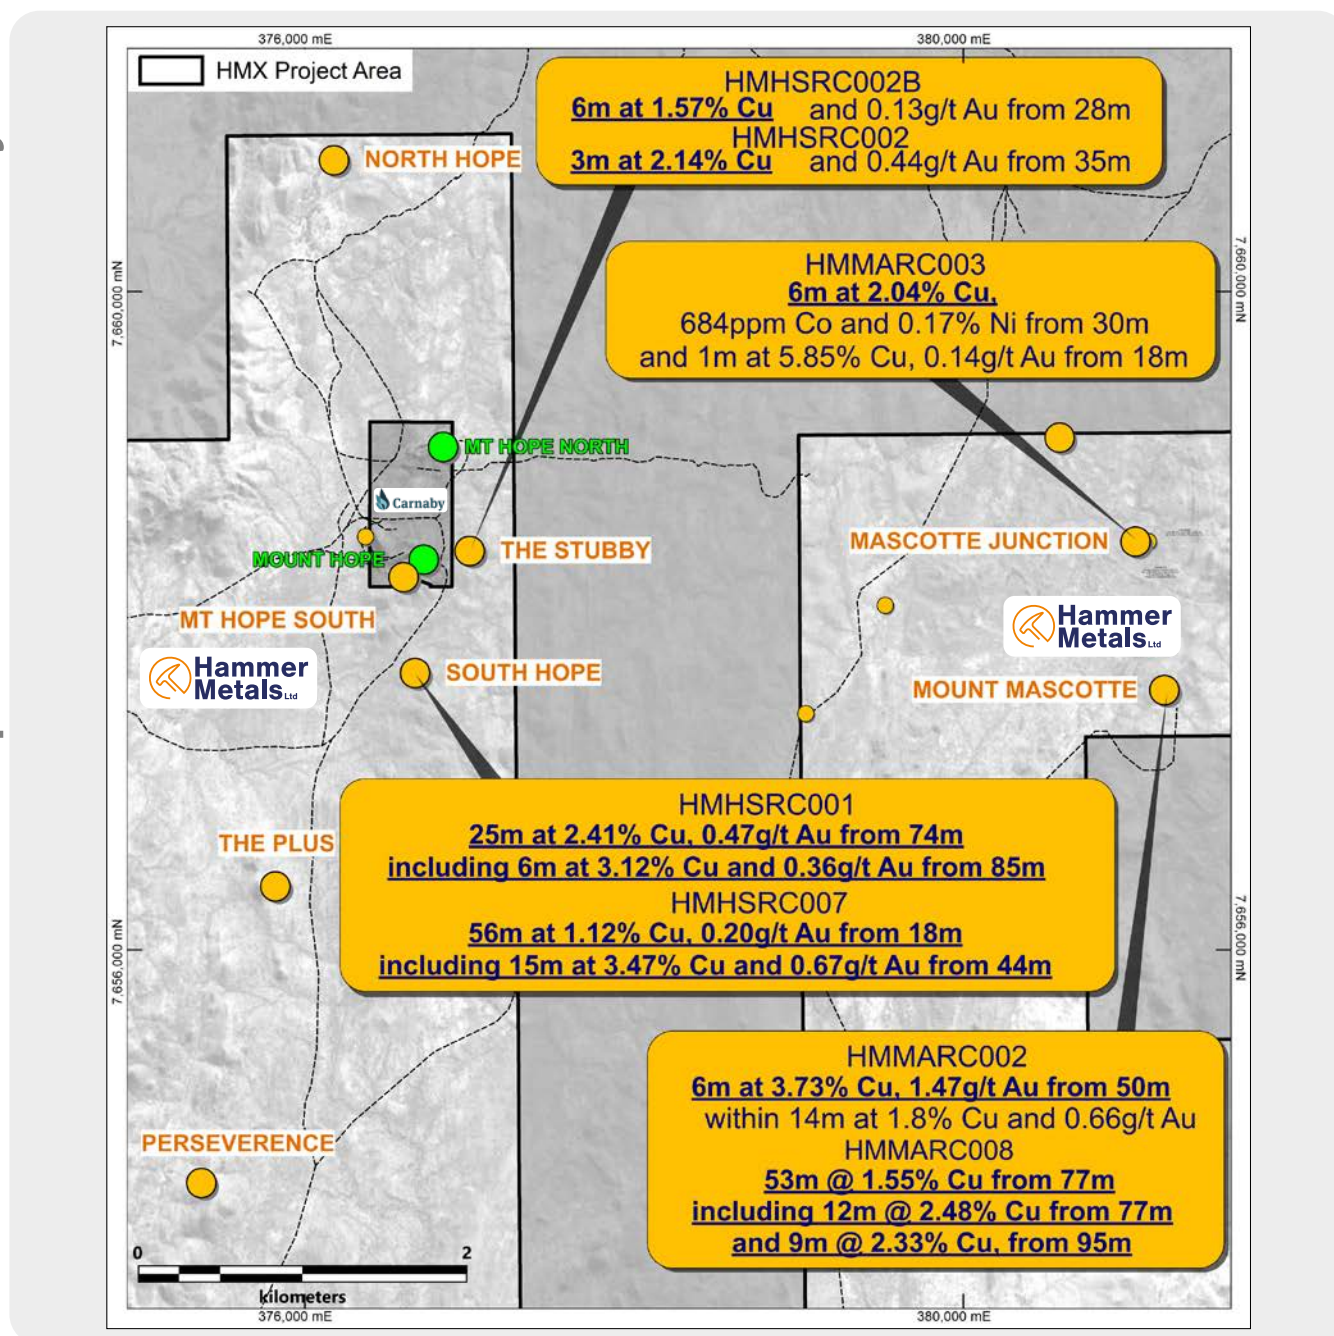 376,000 mE
380,000 mE
HMX Project Area
HMHSRC002B
6m at 1.57% Cu and 0.13g/t Au from 28m
HMHSRC002
3m at 2.14% Cu and 0.44g/t Au from 35m
NORTH HOPE
HMMARC003
6m at 2.04% Cu,
684ppm Co and 0.17% Ni from 30m
and 1m at 5.85% Cu, 0.14g/t Au from 18m
7,660,000 mN
7,660,000 mN
MT HOPE NORTH
Carnaby
MOUNT HOPE
THE STUBBY
MASCOTTE JUNCTION
MT HOPE SOUTH
Hammer
Metals Ltd
Hammer
Metals Ltd
SOUTH HOPE
MOUNT MASCOTTE
HMHSRC001
25m at 2.41% Cu, 0.47g/t Au from 74m
including 6m at 3.12% Cu and 0.36g/t Au from 85m
HMHSRC007
56m at 1.12% Cu, 0.20g/t Au from 18m
including 15m at 3.47% Cu and 0.67g/t Au from 44m
THE PLUS
7,656,000 mN
7,656,000 mN
HMMARC002
6m at 3.73% Cu, 1.47g/t Au from 50m
within 14m at 1.8% Cu and 0.66g/t Au
HMMARC008
53m @ 1.55% Cu from 77m
including 12m @ 2.48% Cu from 77m
and 9m @ 2.33% Cu, from 95m
PERSEVERENCE
0 2
kilometers
376,000 mE
380,000 mE